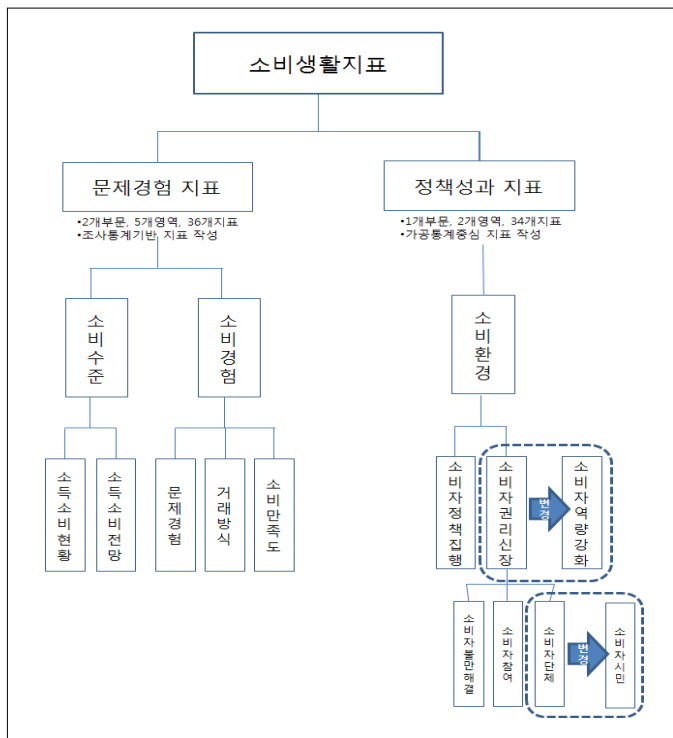 소비생활지표
문제경험 지표
정책성과 지표
•2개부문, 5개영역, 36개지표
•조사통계기반 지표 작성
•1개부문, 2개영역, 34개지표
•가공통계중심 지표 작성
소비수준
소비경험
소비환경
소득소비현황
소득소비전망
문제경험
거래방식
소비만족도
소비자정책집행
소비자권리신장
변경
소비자역량강화
소비자불만해결
소비자참여
소비자단체
변경
소비자시민